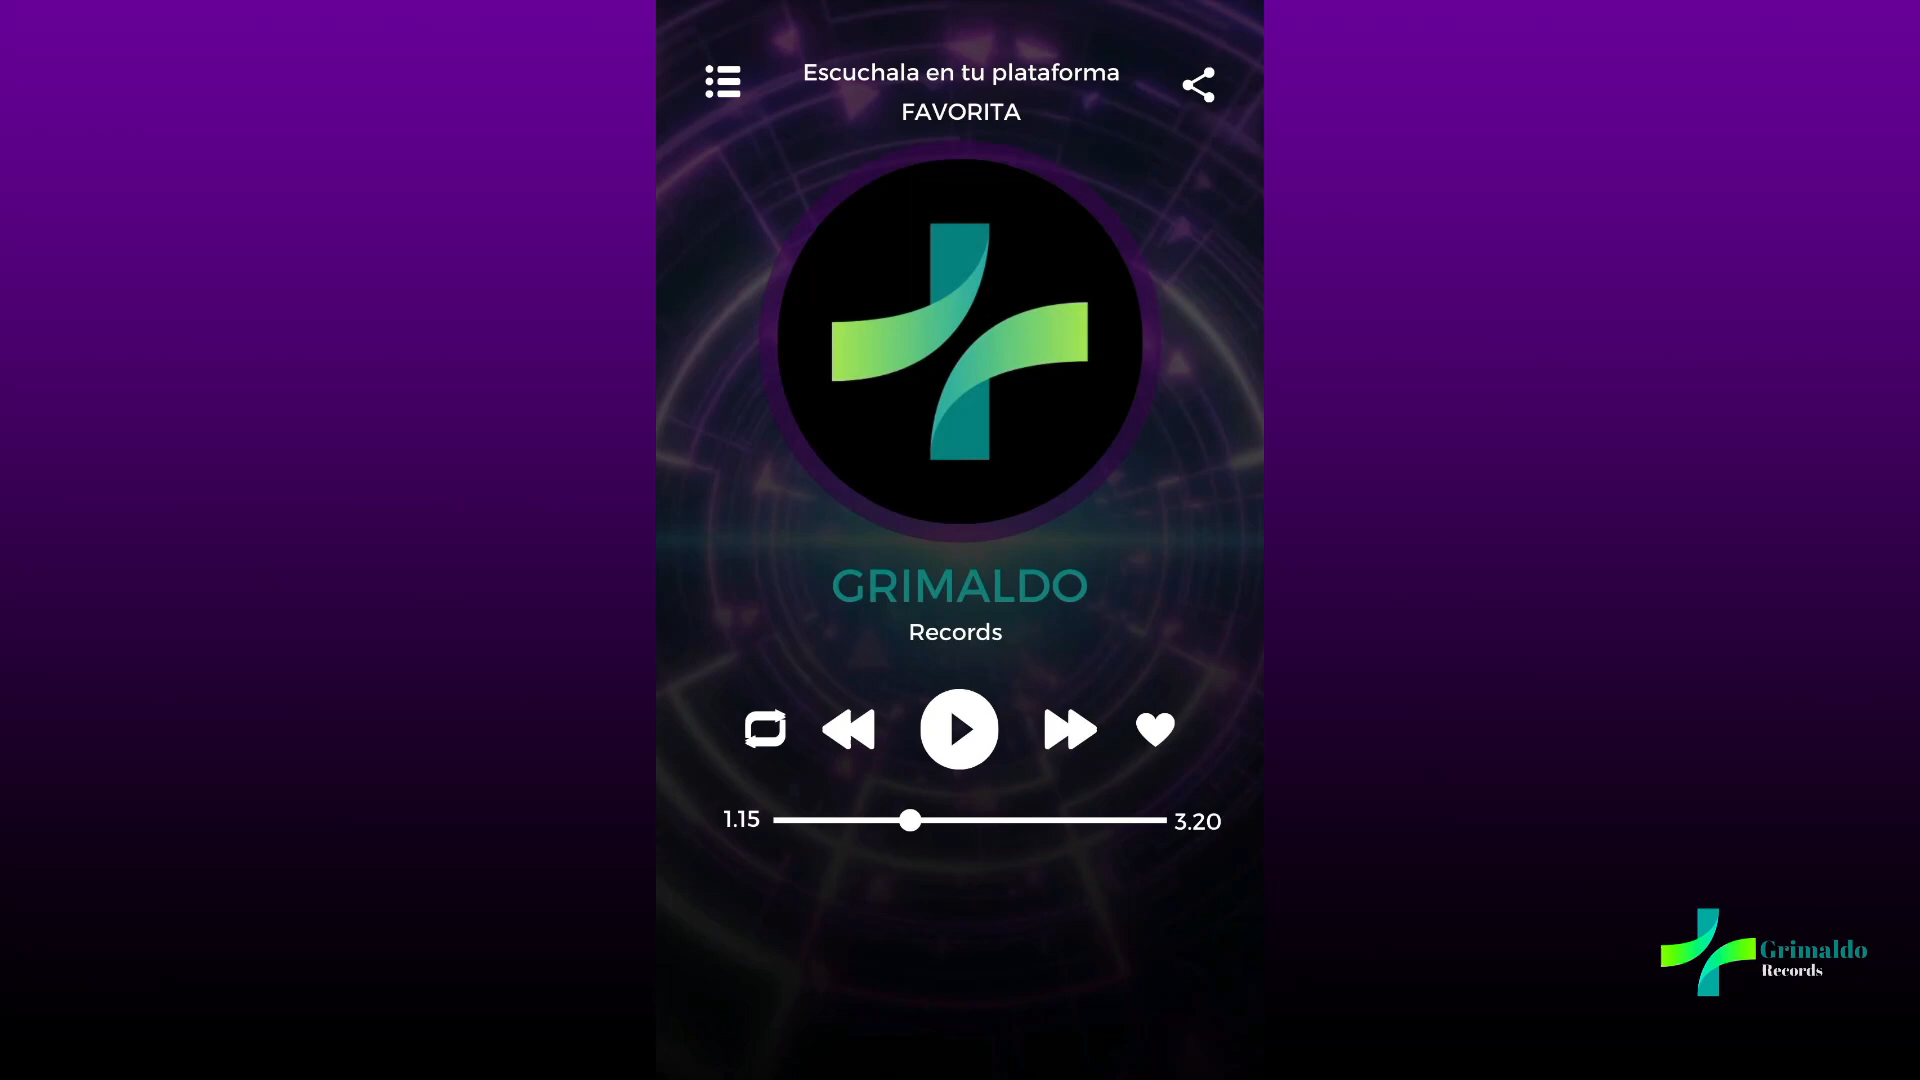 Escuchala en tu plataforma
FAVORITA
GRIMALDO
Records
1.15
3.20
Grimaldo
Records